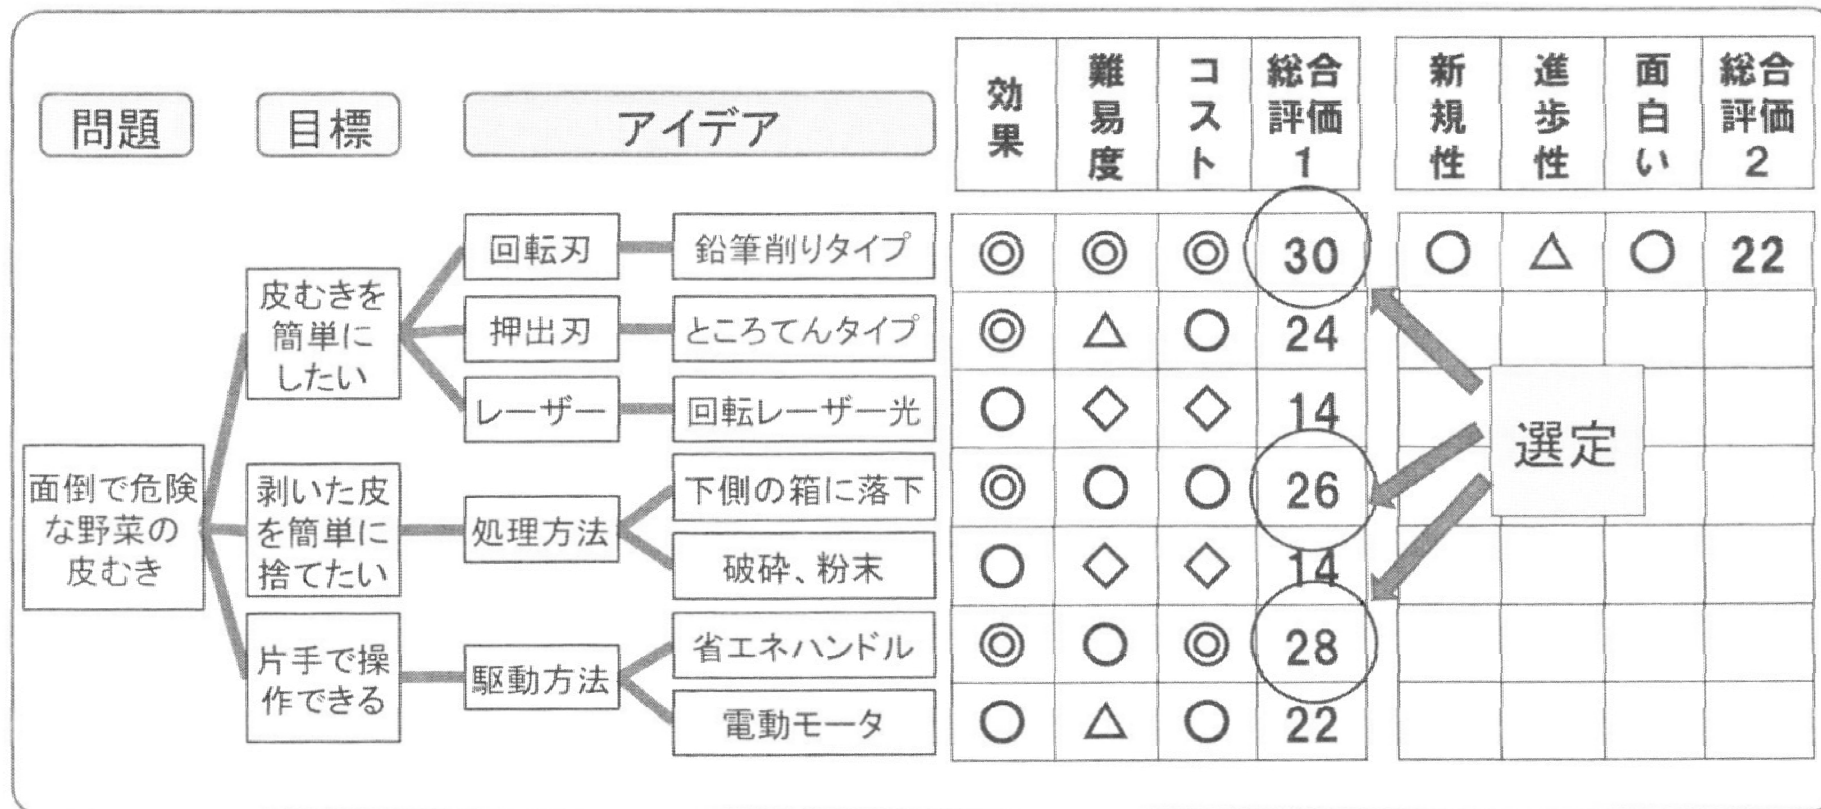 問題
目標
アイデア
効果
難易度
コスト
総合
評価
1
新規性
進歩性
面白い
総合
評価
2
面倒で危険
な野菜の
皮むき
皮むきを
簡単に
したい
回転刃
鉛筆削りタイプ
◎ ◎ ◎ 30
○ △ ○ 22
押出刃
ところてんタイプ
◎ △ ○ 24
レーザー
回転レーザー光
○ ◇ ◇ 14
剥いた皮
を簡単に
捨てたい
処理方法
下側の箱に落下
◎ ○ ○ 26
破砕、粉末
○ ◇ ◇ 14
片手で操
作できる
駆動方法
省エネハンドル
◎ ○ ◎ 28
電動モータ
○ △ ○ 22
選定